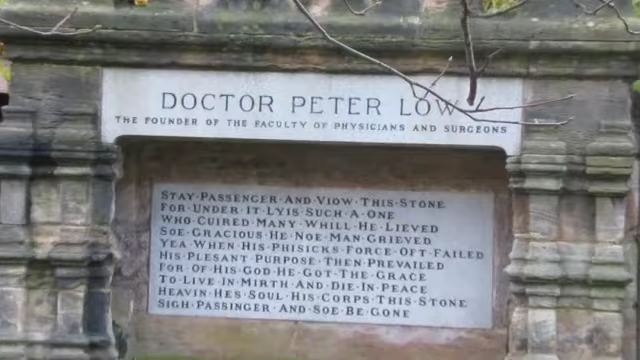 DOCTOR PETER LOW
THE FOUNDER OF THE FACULTY OF PHYSICIANS AND SURGEONS
STAY·PASSENGER·AND·VIOW·THIS·STONE
FOR·UNDER·IT·LYIS·SUCH·A·ONE
WHO·CUIRED·MANY·WHILL·HE·LIEVED
SOE·GRACIOUS·HE·NOE·MAN·GRIEVED
YEA·WHEN·HIS·PHISICKS·FORCE·OFT·FAILED
HIS·PLESANT·PURPOSE·THEN·PREVAILED
FOR·OF·HIS·GOD·HE·GOT·THE·GRACE
TO·LIVE·IN·MIRTH·AND·DIE·IN·PEACE
HEAVIN·HES·SOUL·HIS·CORPS·THIS·STONE
SIGH·PASSINGER·AND·SOE·BE·GONE